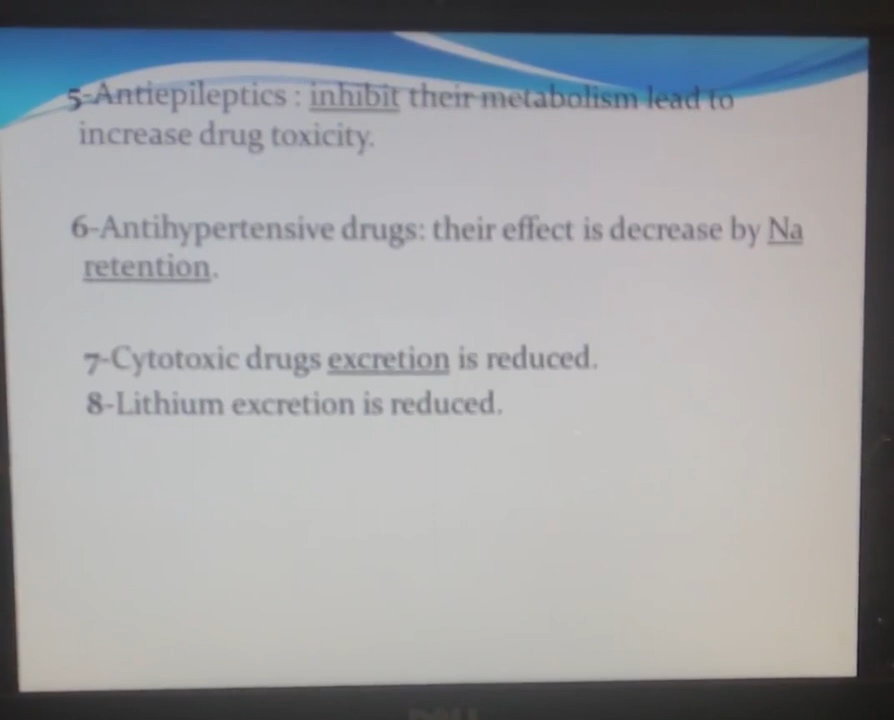 5-Antiepileptics : inhibit their metabolism lead to
increase drug toxicity.
6-Antihypertensive drugs: their effect is decrease by Na
retention.
7-Cytotoxic drugs excretion is reduced.
8-Lithium excretion is reduced.